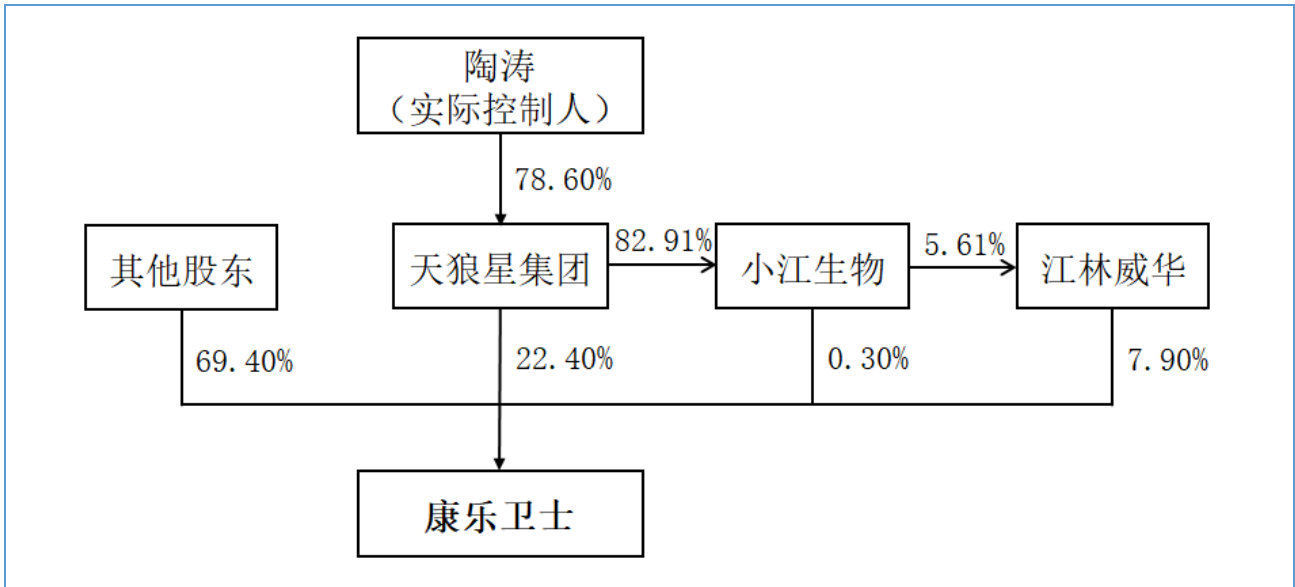 陶涛
（实际控制人）
78.60%
其他股东
天狼星集团
82.91%
小江生物
5.61%
江林威华
69.40%
22.40%
0.30%
7.90%
康乐卫士